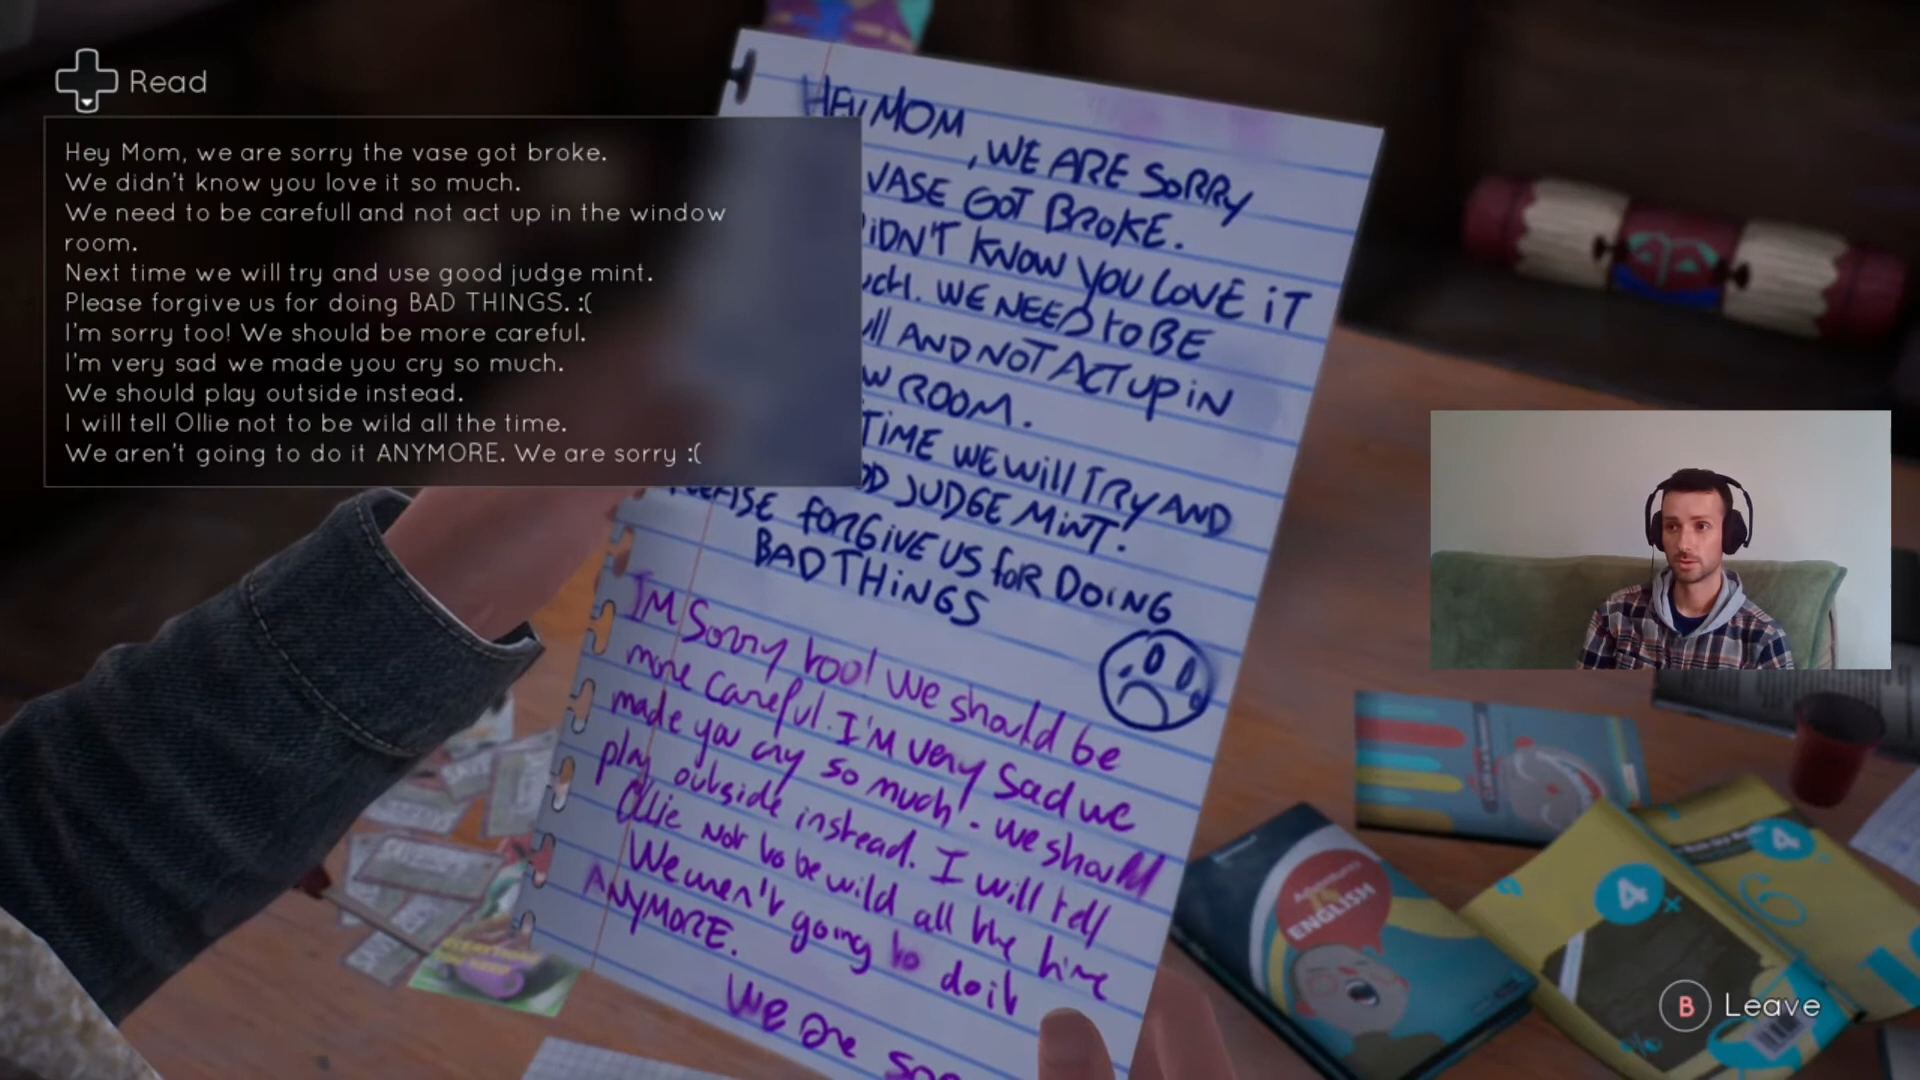 Read
Hey Mom, we are sorry the vase got broke.
We didn't know you love it so much.
We need to be carefull and not act up in the window
room.
Next time we will try and use good judge mint.
Please forgive us for doing BAD THINGS. :(
I'm sorry too! We should be more careful.
I'm very sad we made you cry so much.
We should play outside instead.
I will tell Ollie not to be wild all the time.
We aren't going to do it ANYMORE. We are sorry :(
HEY MOM, WE ARE SORRY
VASE GOT BROKE.
KNOW YOU LOVE iT
WE NEED to BE
AND NOT ACT UP iN
ROOM.
TiME WE Will TRY AND
JUDGE MiNT.
FORGiVE US foR DOiNG
BAD THiNGS
I'M Sorry too! We should be
more careful. I'M very Sad we
made you cry so much. We should
play outside instead. I will tell
Ollie not to be wild all the time
We aren't going to do it
ANYMORE.
We are
Adventures
ENGLISH
4
4
6
B Leave